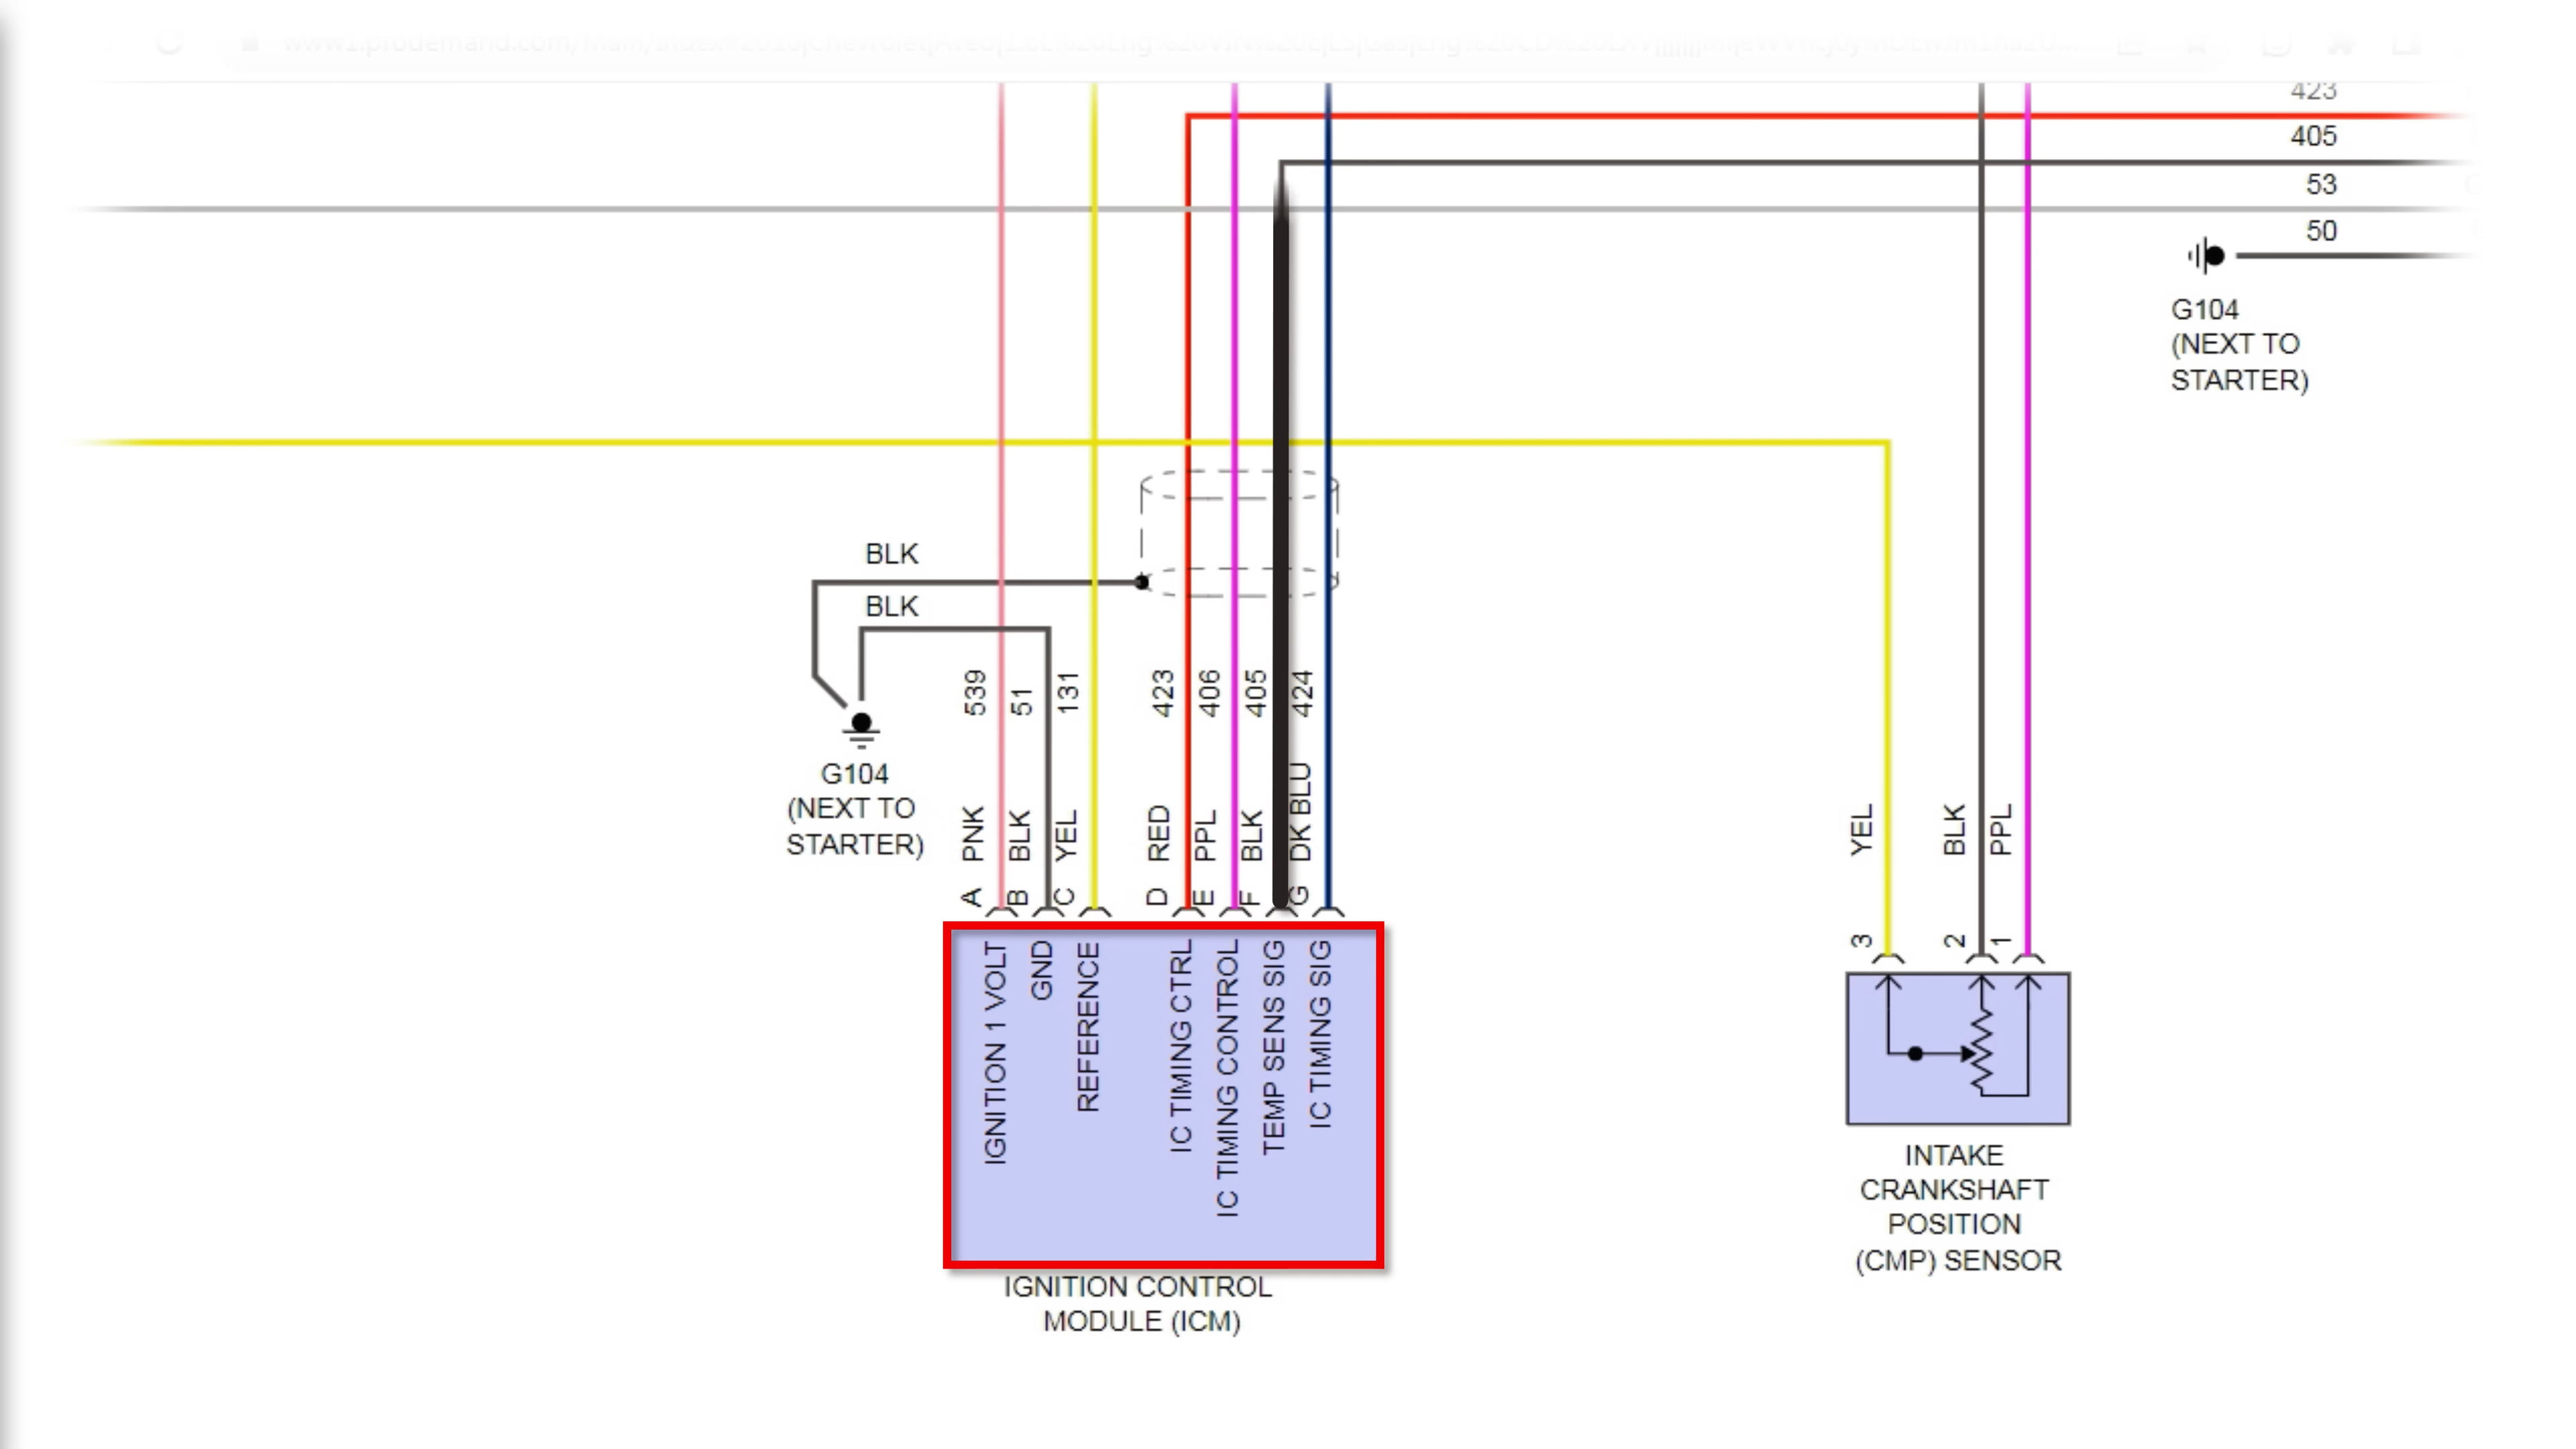 423
405
53
50
G104
(NEXT TO
STARTER)
BLK
BLK
G104
(NEXT TO
STARTER)
539
51
131
423
406
405
424
A PNK
B BLK
C YEL
D RED
E PPL
F BLK
G DK BLU
IGNITION 1 VOLT
GND
REFERENCE
IC TIMING CTRL
IC TIMING CONTROL
TEMP SENS SIG
IC TIMING SIG
IGNITION CONTROL
MODULE (ICM)
3 YEL
2 BLK
1 PPL
INTAKE
CRANKSHAFT
POSITION
(CMP) SENSOR